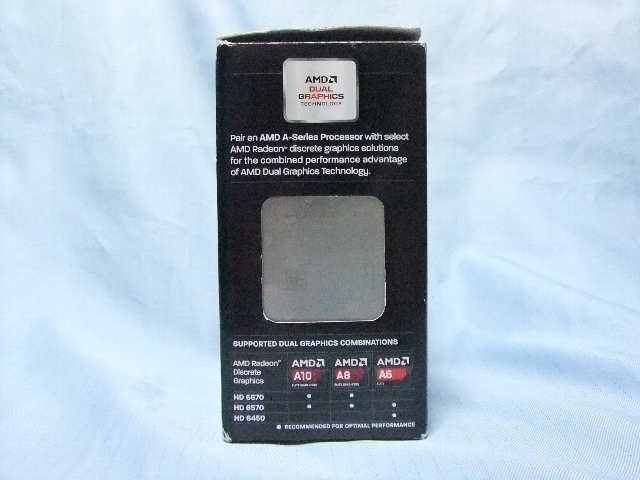 AMD
DUAL
GRAPHICS
TECHNOLOGY
Pair an AMD A-Series Processor with select
AMD Radeon™ discrete graphics solutions
for the combined performance advantage
of AMD Dual Graphics Technology.
SUPPORTED DUAL GRAPHICS COMBINATIONS
AMD Radeon™
Discrete
Graphics
AMD AMD AMD
A10 A8 A6
HD 6670
HD 6570
HD 6450
RECOMMENDED FOR OPTIMAL PERFORMANCE